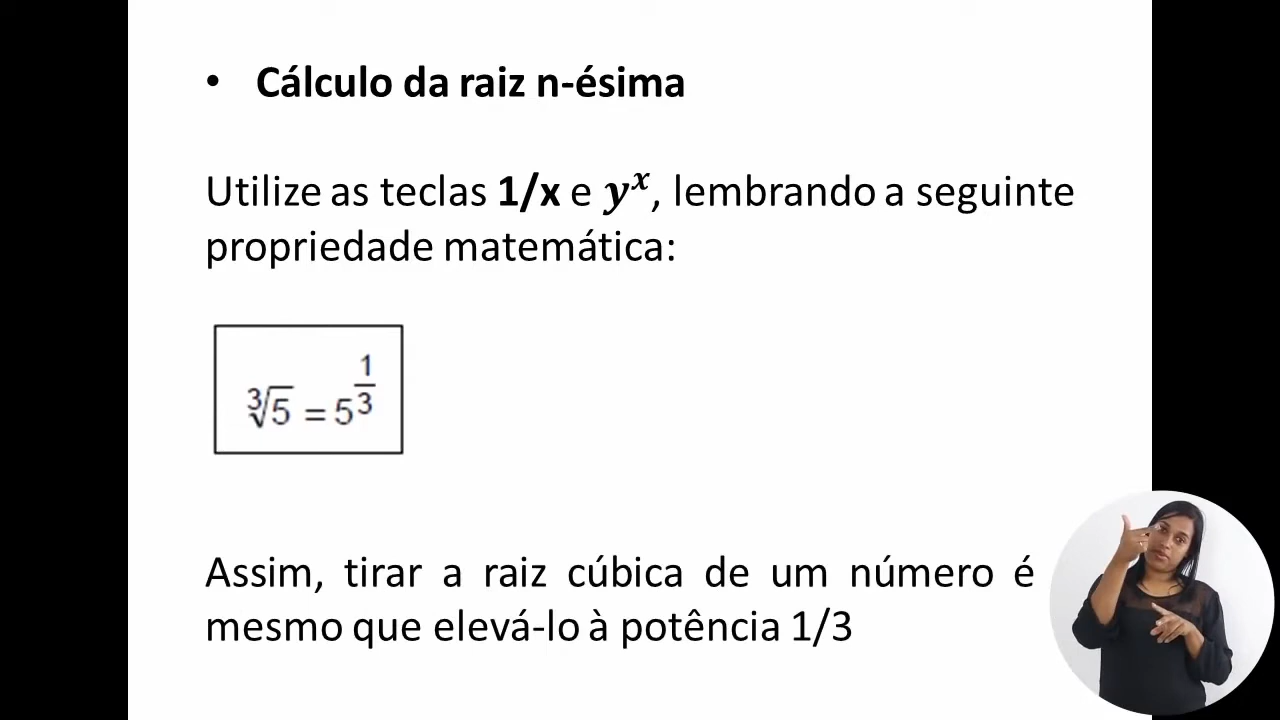 • Cálculo da raiz n-ésima
Utilize as teclas 1/x e yˣ, lembrando a seguinte
propriedade matemática:
∛5 = 5^(1/3)
Assim, tirar a raiz cúbica de um número é
mesmo que elevá-lo à potência 1/3